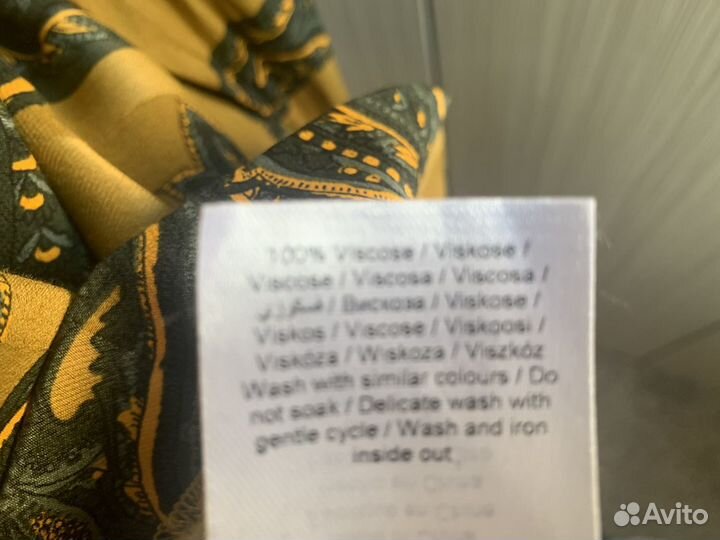 100% Viscose / Viskose /
Viscose / Viscosa / Viscosa /
/ Вискоза / Viskose /
Viskos / Viscose / Viskoosi /
Viskóza / Wiskoza / Viszkóz
Wash with similar colours / Do
not soak / Delicate wash with
gentle cycle / Wash and iron
inside out
Avito